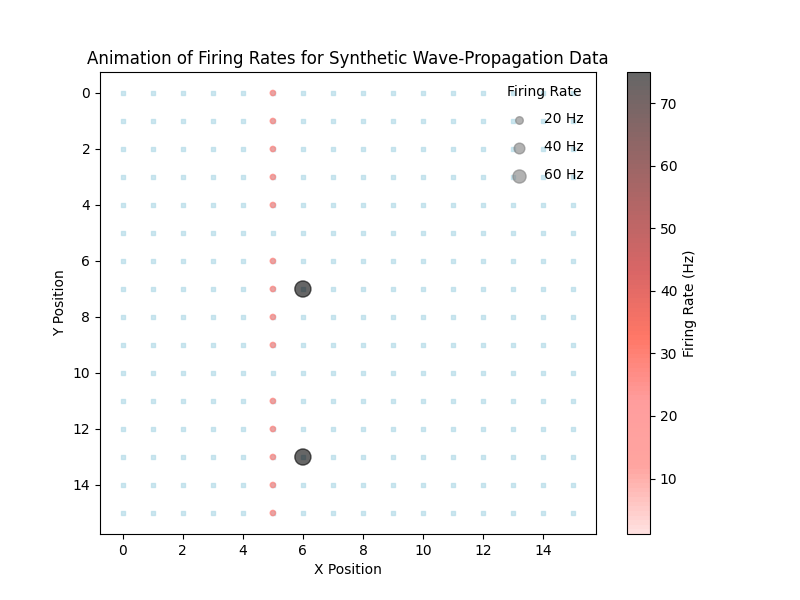 Animation of Firing Rates for Synthetic Wave-Propagation Data
Firing Rate
20 Hz
40 Hz
60 Hz
0
2
4
6
8
10
12
14
Y Position
0
2
4
6
8
10
12
14
X Position
70
60
50
40
30
20
10
Firing Rate (Hz)